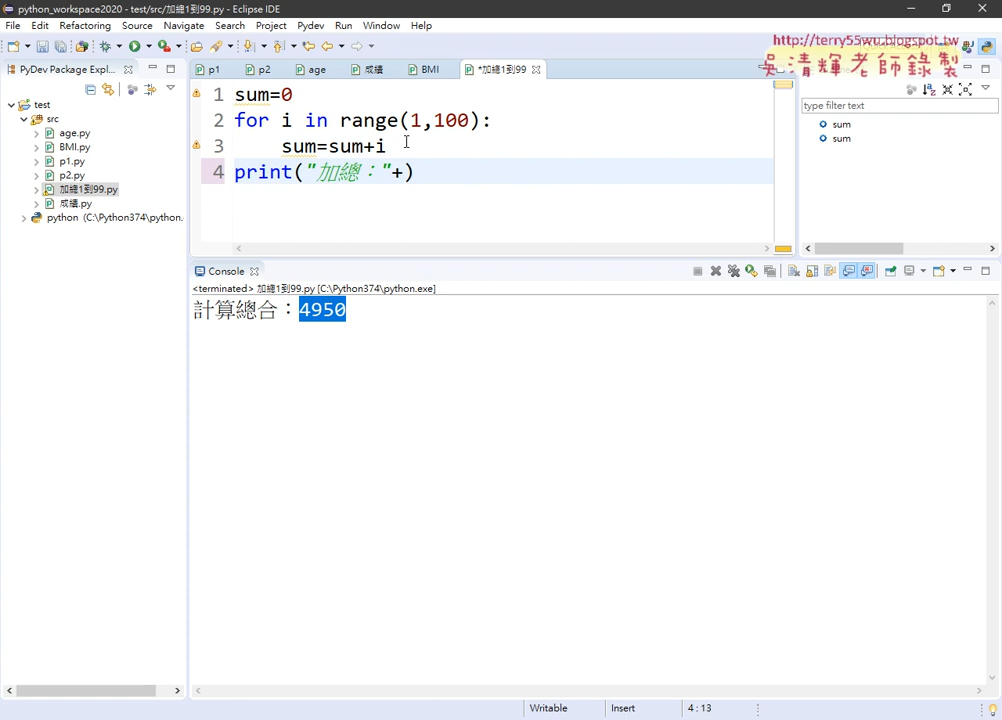 python_workspace2020 - test/src/加總1到99.py - Eclipse IDE
File Edit Refactoring Source Navigate Search Project Pydev Run Window Help
http://terry55wu.blogspot.tw
吳清輝老師錄製
PyDev Package Expl...
p1 p2 age 成績 BMI *加總1到99
type filter text
sum
sum
test
src
age.py
BMI.py
p1.py
p2.py
加總1到99.py
成績.py
python (C:\Python374\python.
1 sum=0
2 for i in range(1,100):
3 sum=sum+i
4 print("加總："+)
Console
<terminated> 加總1到99.py [C:\Python374\python.exe]
計算總合：4950
Writable Insert 4 : 13